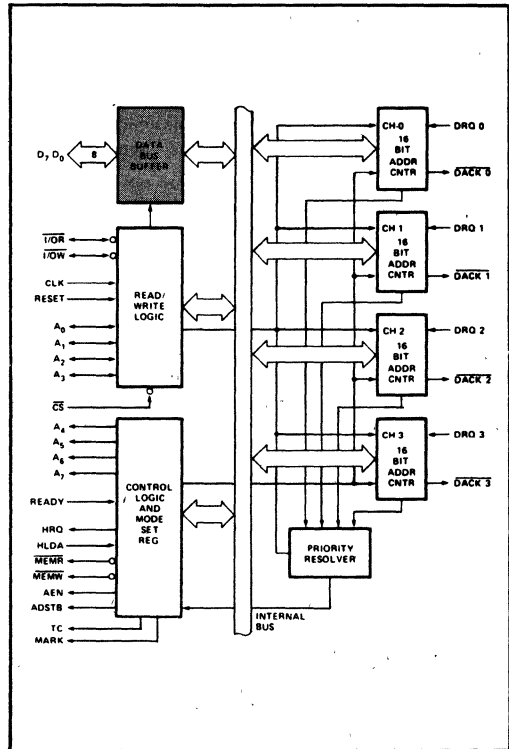 D7 D0
8
DATA
BUS
BUFFER
I/OR
I/OW
CLK
RESET
A0
A1
A2
A3
CS
READ/
WRITE
LOGIC
A4
A5
A6
A7
READY
HRQ
HLDA
MEMR
MEMW
AEN
ADSTB
TC
MARK
CONTROL
LOGIC
AND
MODE
SET
REG
INTERNAL
BUS
CH-0
16
BIT
ADDR
CNTR
DRQ 0
DACK 0
CH 1
16
BIT
ADDR
CNTR
DRQ 1
DACK 1
CH 2
16
BIT
ADDR
CNTR
DRQ 2
DACK 2
CH 3
16
BIT
ADDR
CNTR
DRQ 3
DACK 3
PRIORITY
RESOLVER